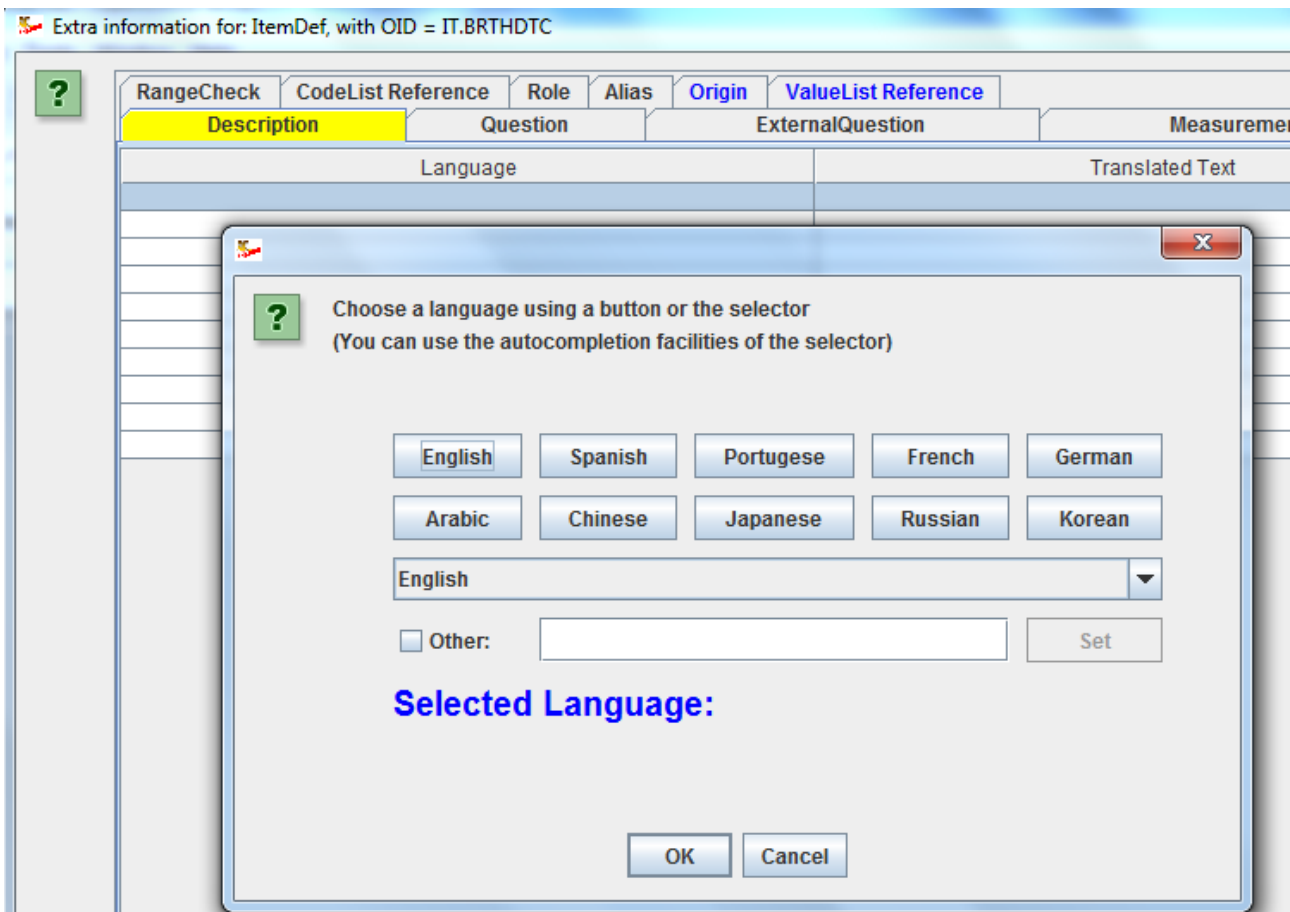 Extra information for: ItemDef, with OID = IT.BRTHDTC
?
RangeCheck CodeList Reference Role Alias Origin ValueList Reference
Description Question ExternalQuestion Measuremen
Language Translated Text
X
?
Choose a language using a button or the selector
(You can use the autocompletion facilities of the selector)
English Spanish Portugese French German
Arabic Chinese Japanese Russian Korean
English
Other: Set
Selected Language:
OK Cancel